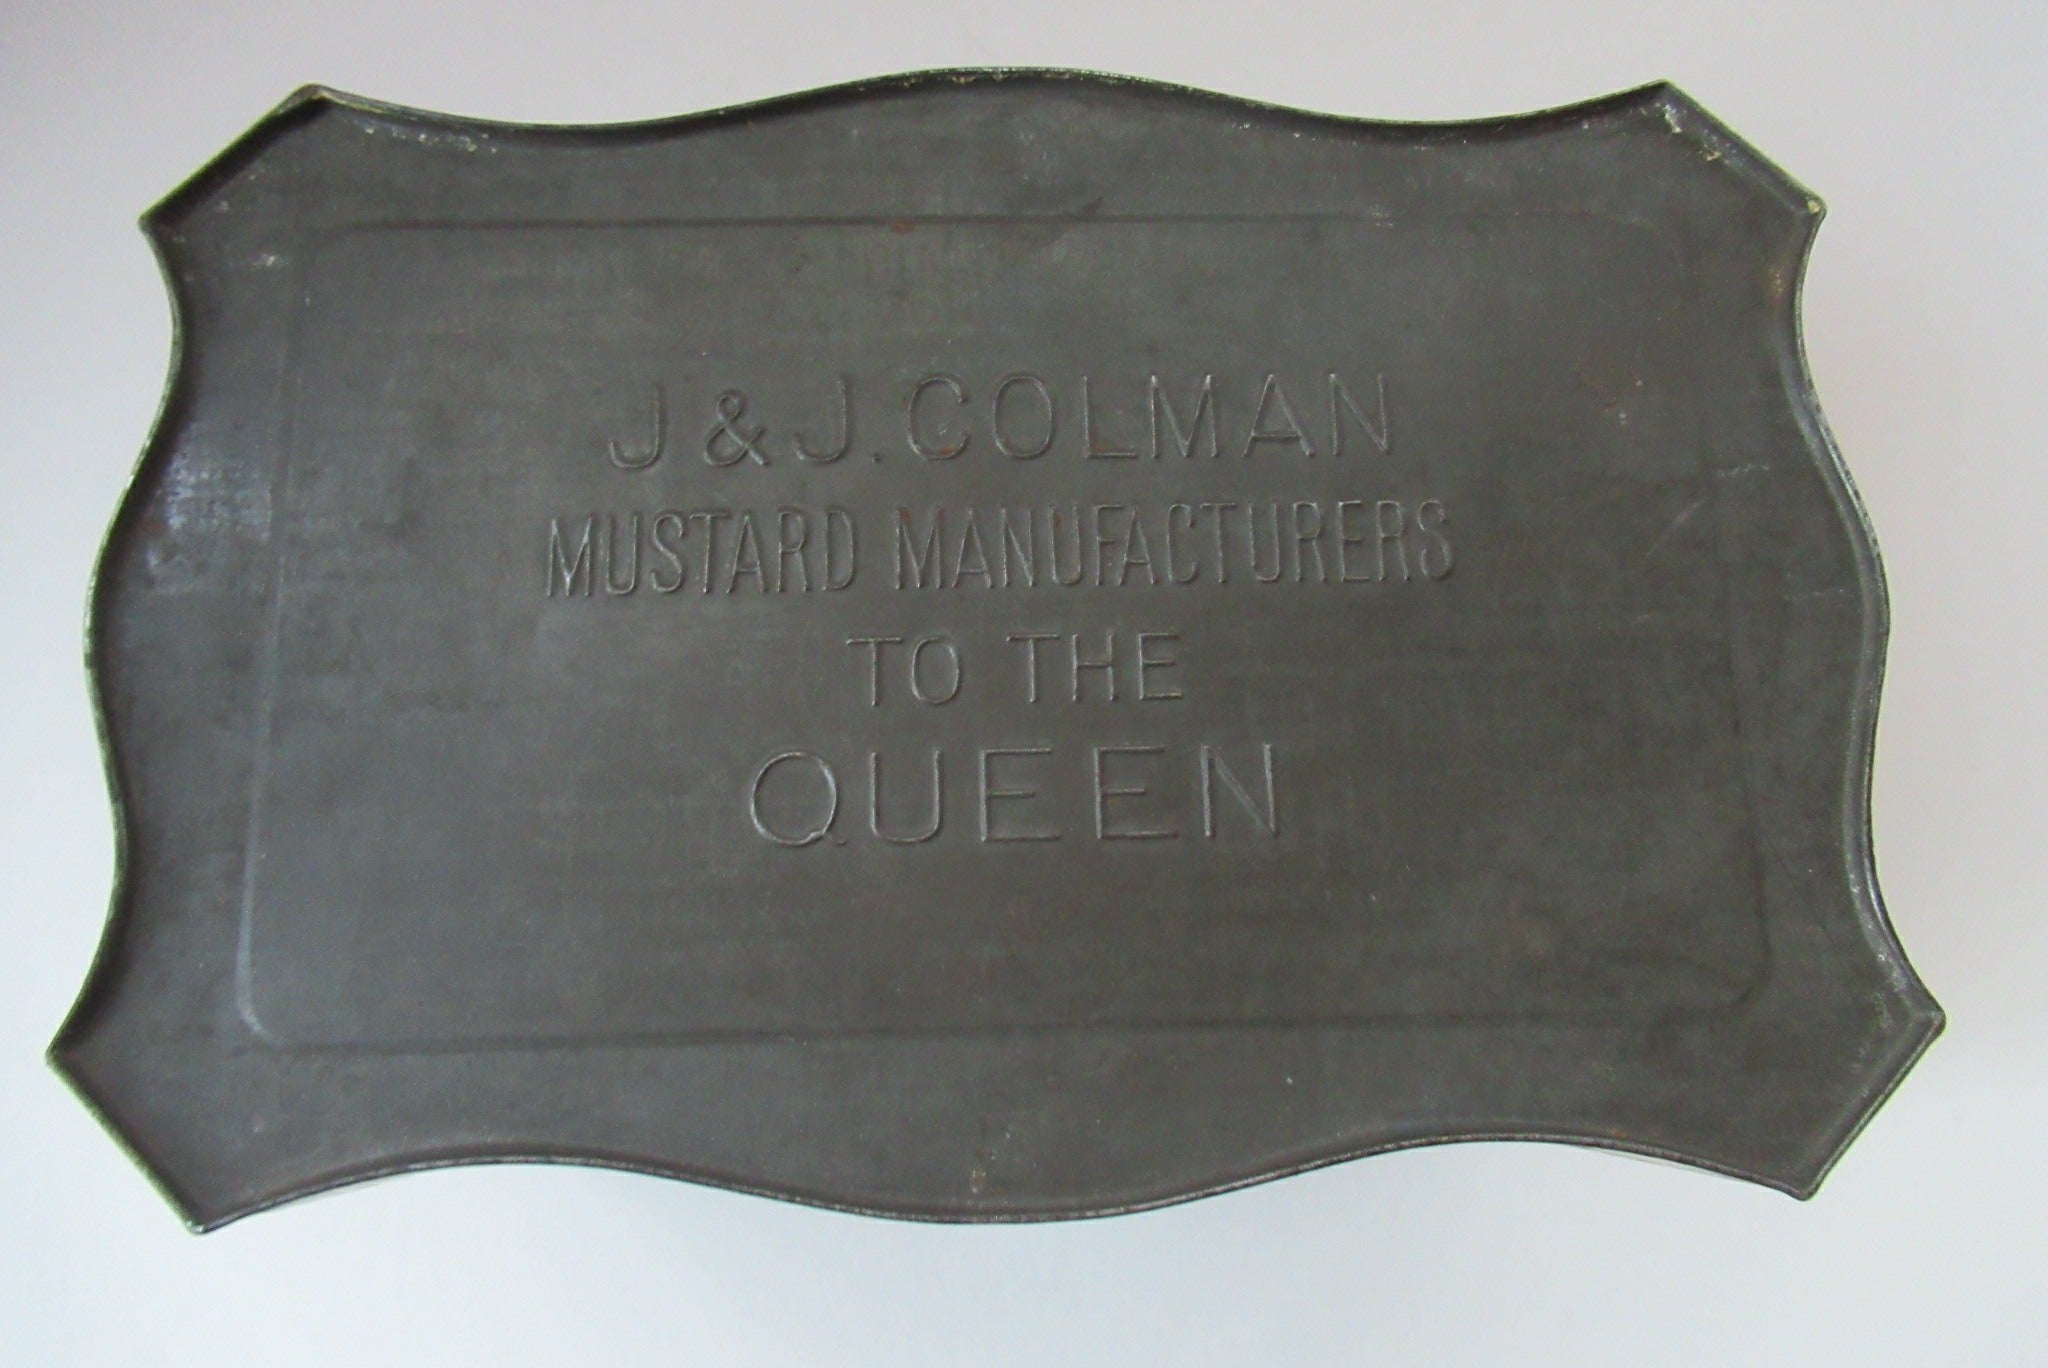 J & J. COLMAN
MUSTARD MANUFACTURERS
TO THE
QUEEN